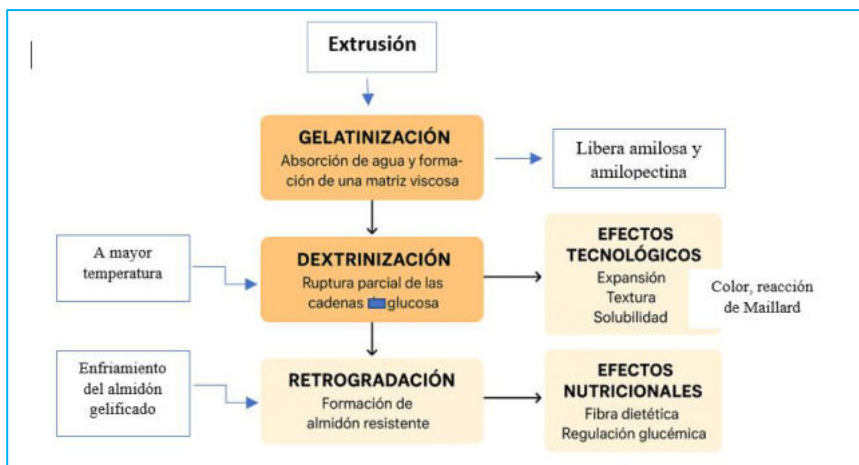 Extrusión
GELATINIZACIÓN
Absorción de agua y forma-
ción de una matriz viscosa
Libera amilosa y
amilopectina
A mayor
temperatura
DEXTRINIZACIÓN
Ruptura parcial de las
cadenas glucosa
EFECTOS
TECNOLÓGICOS
Expansión
Textura
Solubilidad
Color, reacción
de Maillard
Enfriamiento
del almidón
gelificado
RETROGRADACIÓN
Formación de
almidón resistente
EFECTOS
NUTRICIONALES
Fibra dietética
Regulación glucémica